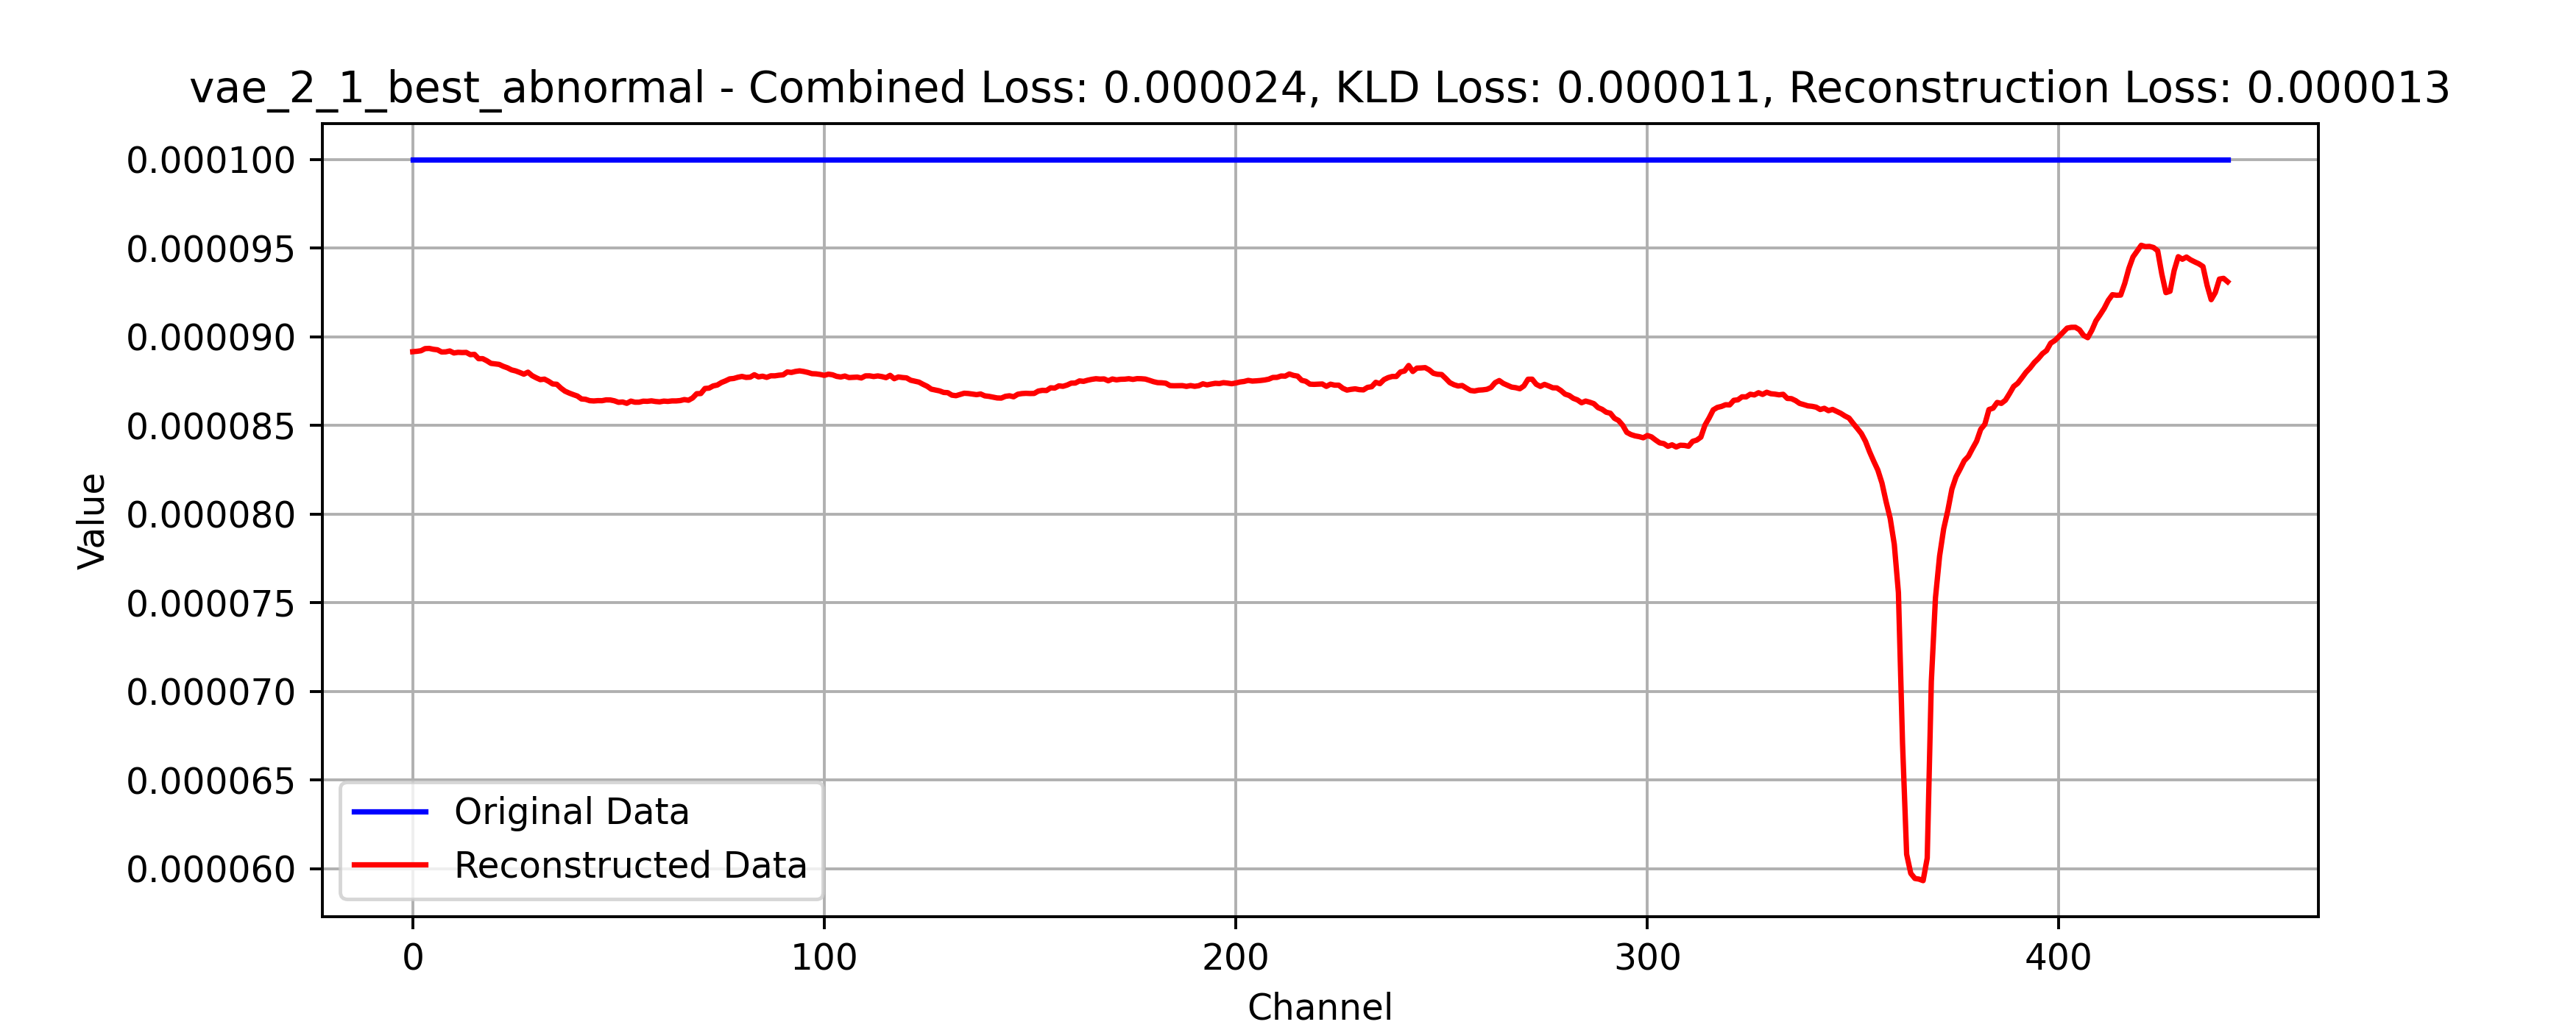 vae_2_1_best_abnormal - Combined Loss: 0.000024, KLD Loss: 0.000011, Reconstruction Loss: 0.000013
0.000100
0.000095
0.000090
0.000085
0.000080
0.000075
0.000070
0.000065
0.000060
Value
Original Data
Reconstructed Data
0 100 200 300 400
Channel